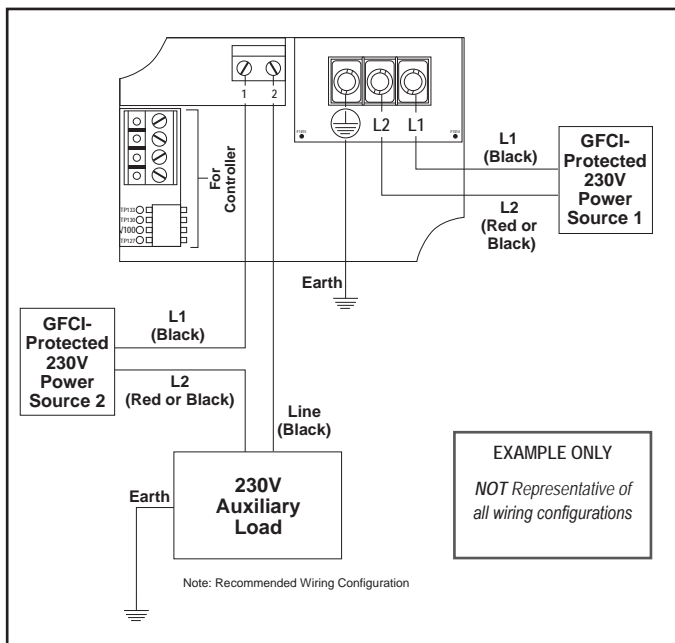 1 2
L2 L1
For
Controller
TP133
TP130
V100
TP127
L1
(Black)
GFCI-
Protected
230V
Power
Source 1
L2
(Red or
Black)
Earth
GFCI-
Protected
230V
Power
Source 2
L1
(Black)
L2
(Red or Black)
Line
(Black)
Earth
230V
Auxiliary
Load
EXAMPLE ONLY
NOT Representative of
all wiring configurations
Note: Recommended Wiring Configuration